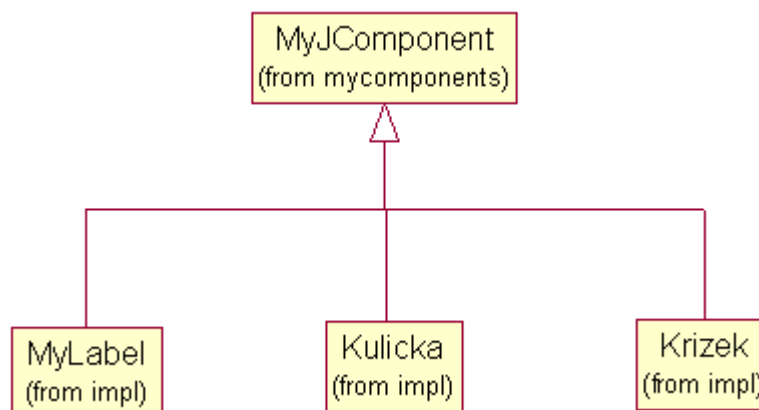 MyJComponent
(from mycomponents)
MyLabel
(from impl)
Kulicka
(from impl)
Krizek
(from impl)